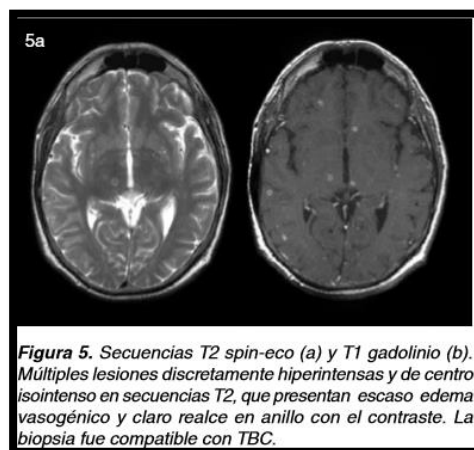 5a
Figura 5. Secuencias T2 spin-eco (a) y T1 gadolinio (b).
Múltiples lesiones discretamente hiperintensas y de centro
isointenso en secuencias T2, que presentan escaso edema
vasogénico y claro realce en anillo con el contraste. La
biopsia fue compatible con TBC.